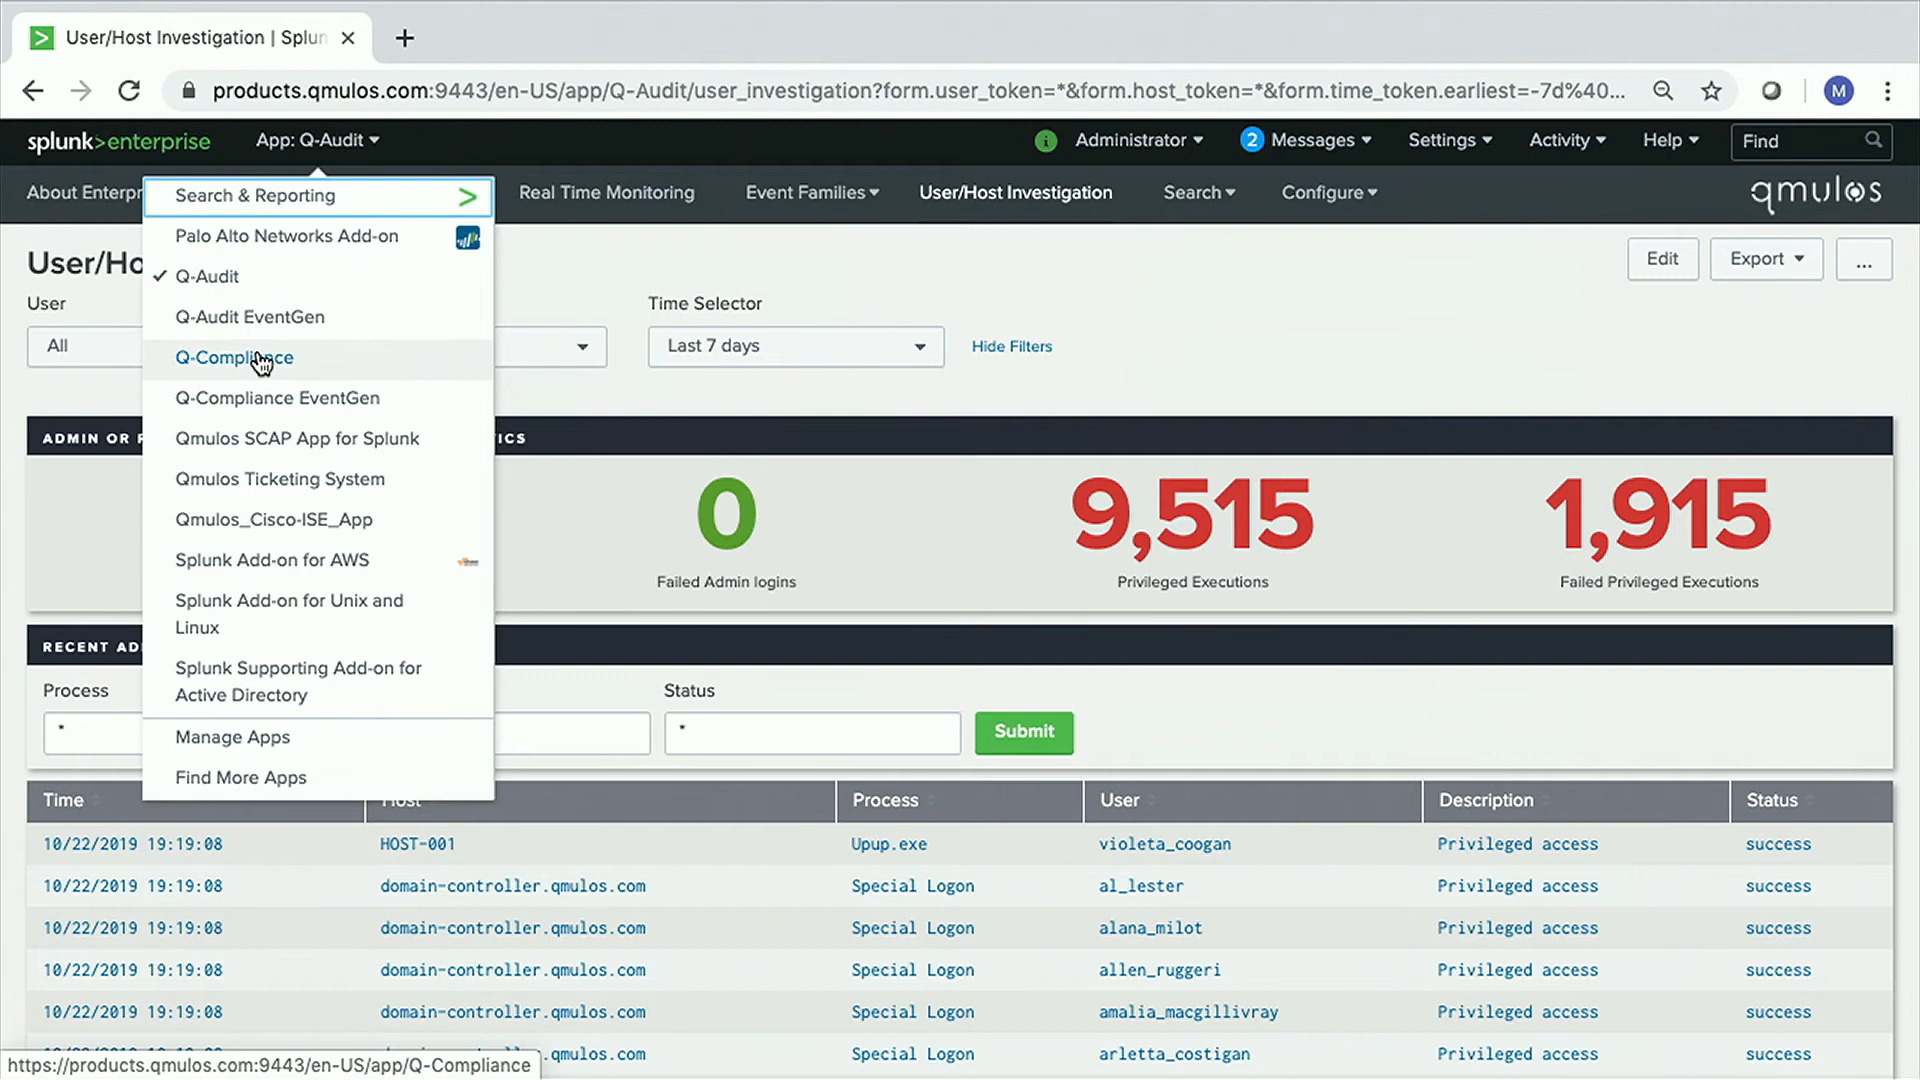 User/Host Investigation | Splun
products.qmulos.com:9443/en-US/app/Q-Audit/user_investigation?form.user_token=*&form.host_token=*&form.time_token.earliest=-7d%40...
M
splunk>enterprise App: Q-Audit
i Administrator 2 Messages Settings Activity Help Find
About Enterpr Real Time Monitoring Event Families User/Host Investigation Search Configure qmulos
Search & Reporting >
Palo Alto Networks Add-on
Q-Audit
Q-Audit EventGen
Q-Compliance
Q-Compliance EventGen
Qmulos SCAP App for Splunk
Qmulos Ticketing System
Qmulos_Cisco-ISE_App
Splunk Add-on for AWS
Splunk Add-on for Unix and
Linux
Splunk Supporting Add-on for
Active Directory
Manage Apps
Find More Apps
User/Ho
Edit Export ...
User Time Selector
All Last 7 days Hide Filters
ADMIN OR ICS
0 9,515 1,915
Failed Admin logins Privileged Executions Failed Privileged Executions
RECENT AD
Process Status
* * Submit
Time Host Process User Description Status
10/22/2019 19:19:08 HOST-001 Upup.exe violeta_coogan Privileged access success
10/22/2019 19:19:08 domain-controller.qmulos.com Special Logon al_lester Privileged access success
10/22/2019 19:19:08 domain-controller.qmulos.com Special Logon alana_milot Privileged access success
10/22/2019 19:19:08 domain-controller.qmulos.com Special Logon allen_ruggeri Privileged access success
10/22/2019 19:19:08 domain-controller.qmulos.com Special Logon amalia_macgillivray Privileged access success
.qmulos.com Special Logon arletta_costigan Privileged access success
https://products.qmulos.com:9443/en-US/app/Q-Compliance